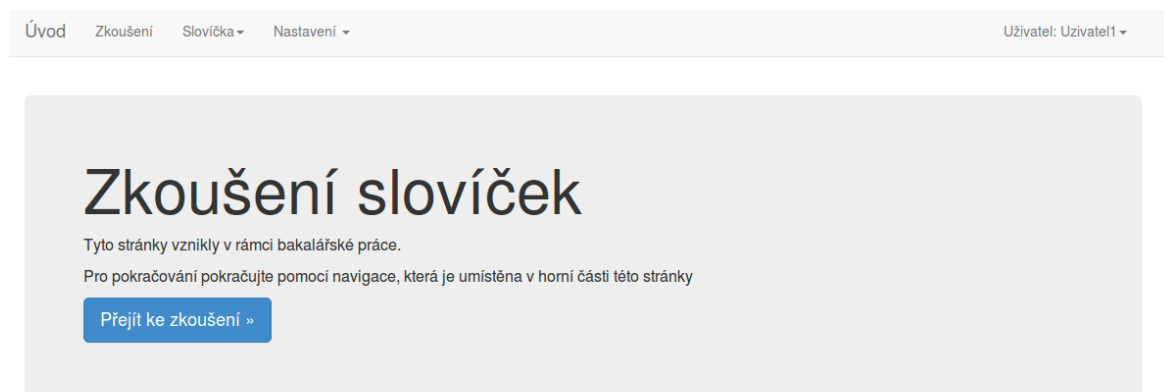 Úvod Zkoušení Slovíčka Nastavení Uživatel: Uzivatel1
Zkoušení slovíček
Tyto stránky vznikly v rámci bakalářské práce.
Pro pokračování pokračujte pomocí navigace, která je umístěna v horní části této stránky
Přejít ke zkoušení »